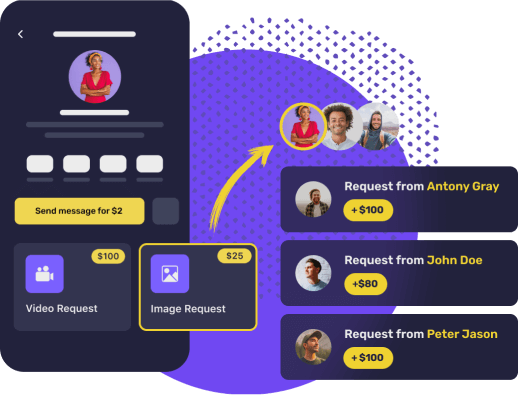 Send message for $2
$100
Video Request
$25
Image Request
Request from Antony Gray
+$100
Request from John Doe
+$80
Request from Peter Jason
+$100